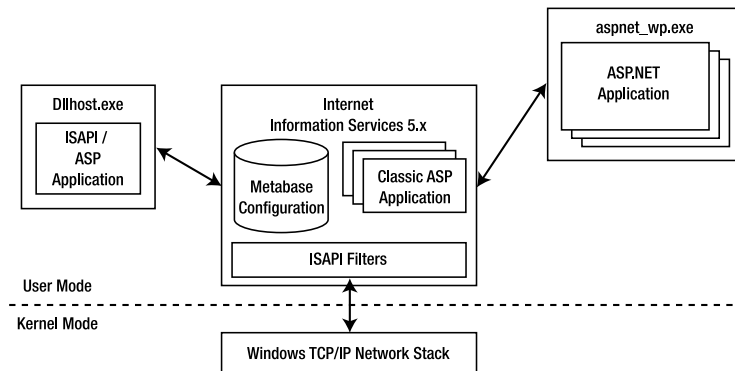 aspnet_wp.exe
ASP.NET
Application
Dllhost.exe
ISAPI /
ASP
Application
Internet
Information Services 5.x
Metabase
Configuration
Classic ASP
Application
ISAPI Filters
User Mode
Kernel Mode
Windows TCP/IP Network Stack